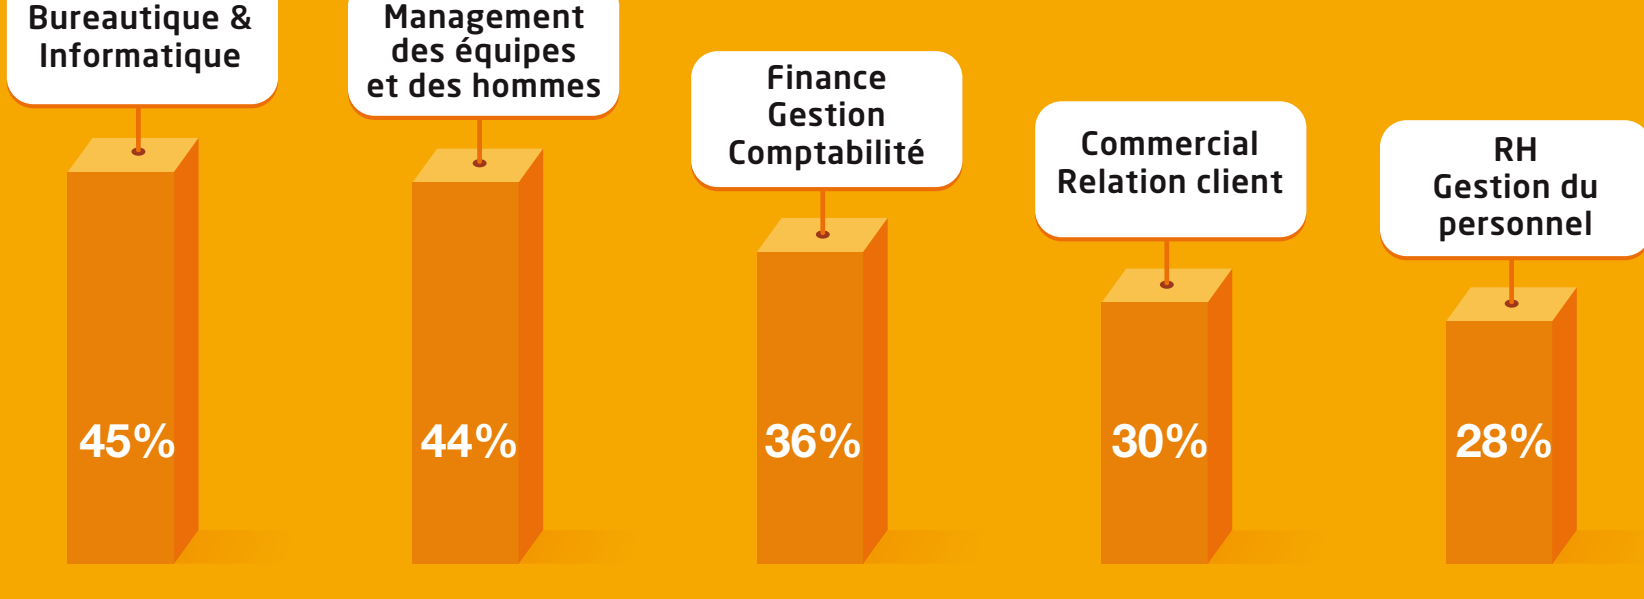 Bureautique &
Informatique
45%
Management
des équipes
et des hommes
44%
Finance
Gestion
Comptabilité
36%
Commercial
Relation client
30%
RH
Gestion du
personnel
28%